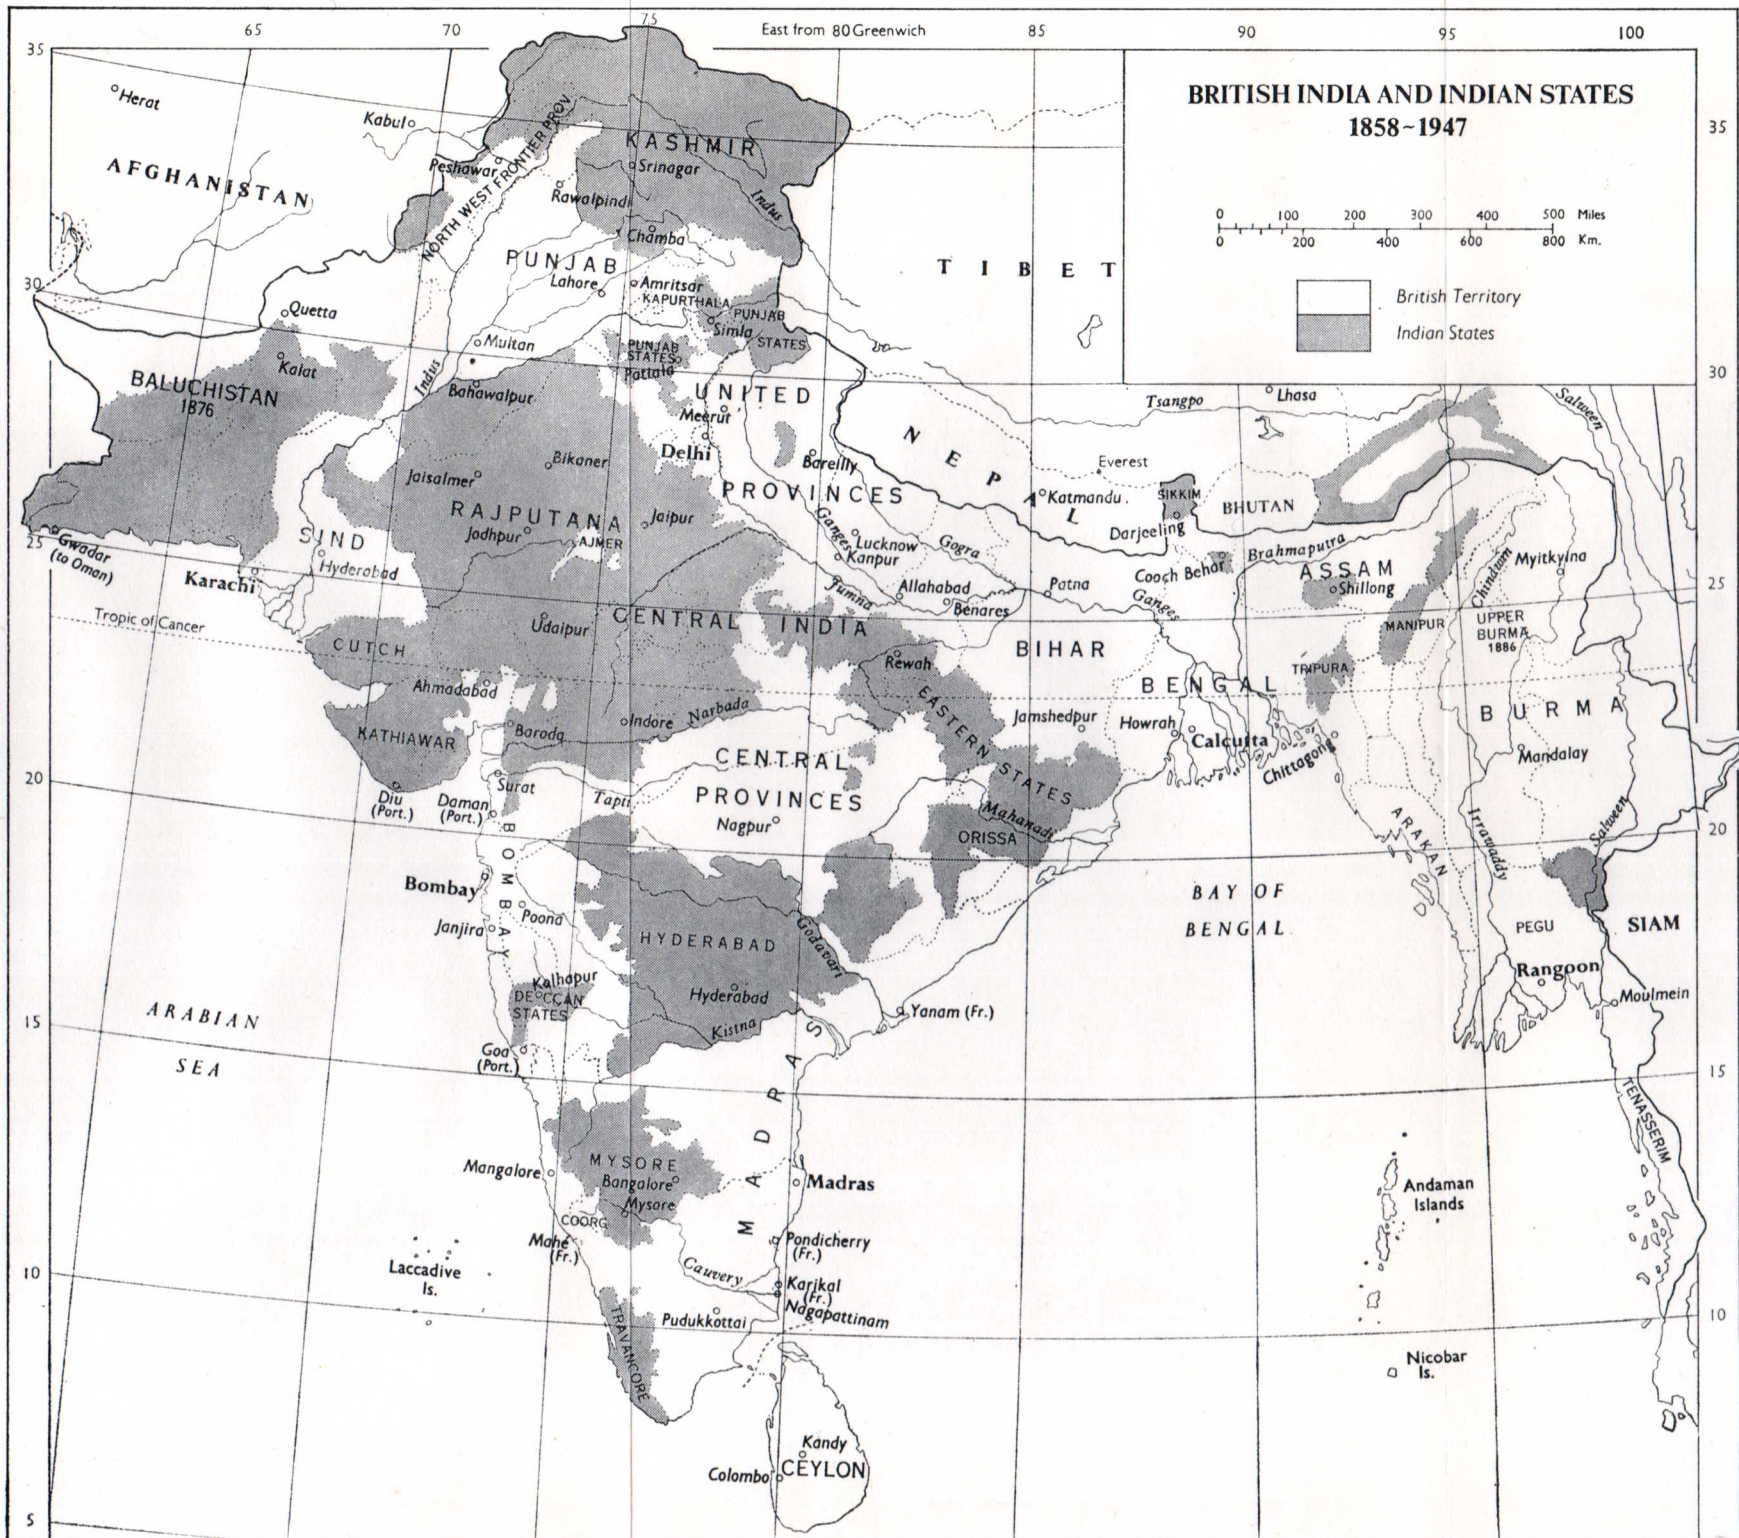 65
70
75
East from 80 Greenwich
85
90
95
100
35
BRITISH INDIA AND INDIAN STATES
1858~1947
35
0 100 200 300 400 500 Miles
0 200 400 600 800 Km.
British Territory
Indian States
Herat
Kabul
AFGHANISTAN
Peshawar
NORTH WEST FRONTIER PROV.
KASHMIR
Srinagar
Rawalpindi
Indus
Chamba
PUNJAB
Lahore
Amritsar
KAPURTHALA
PUNJAB
STATES
Simla
TIBET
30
Quetta
Multan
PUNJAB
STATES
Patiala
Kalat
BALUCHISTAN
1876
Indus
Bahawalpur
UNITED
PROVINCES
Meerut
Delhi
Bareilly
30
Tsangpo
Lhasa
Salween
NEPAL
Everest
Katmandu
SIKKIM
BHUTAN
Darjeeling
Bikaner
Jaisalmer
RAJPUTANA
Jaipur
Jodhpur
AJMER
SIND
Hyderabad
25
Gwadar
(to Oman)
Karachi
Ganges
Lucknow
Kanpur
Gogra
Jumna
Allahabad
Benares
Patna
Cooch Behar
Ganges
Brahmaputra
ASSAM
Shillong
Chindwin
Myitkyina
25
Tropic of Cancer
CUTCH
Udaipur
CENTRAL INDIA
Rewah
BIHAR
MANIPUR
UPPER
BURMA
1886
TRIPURA
Ahmadabad
EASTERN STATES
BENGAL
BURMA
KATHIAWAR
Baroda
Indore
Narbada
Jamshedpur
Howrah
Calcutta
Chittagong
Mandalay
20
CENTRAL
PROVINCES
Diu
(Port.)
Daman
(Port.)
Surat
Tapti
Nagpur
Mahanadi
ORISSA
ARAKAN
Irrawaddy
Salween
20
BOMBAY
Bombay
Poona
Janjira
HYDERABAD
Godavari
BAY OF
BENGAL
PEGU
SIAM
Rangoon
Moulmein
Kalhapur
DECCAN
STATES
Hyderabad
Kistna
Yanam (Fr.)
15
ARABIAN
SEA
Goa
(Port.)
15
MADRAS
TENASSERIM
Mangalore
MYSORE
Bangalore
Mysore
Madras
Andaman
Islands
COORG
Mahé
(Fr.)
Pondicherry
(Fr.)
Laccadive
Is.
Cauvery
Karikal
(Fr.)
Nagapattinam
10
Pudukkottai
10
TRAVANCORE
Nicobar
Is.
Kandy
CEYLON
Colombo
5